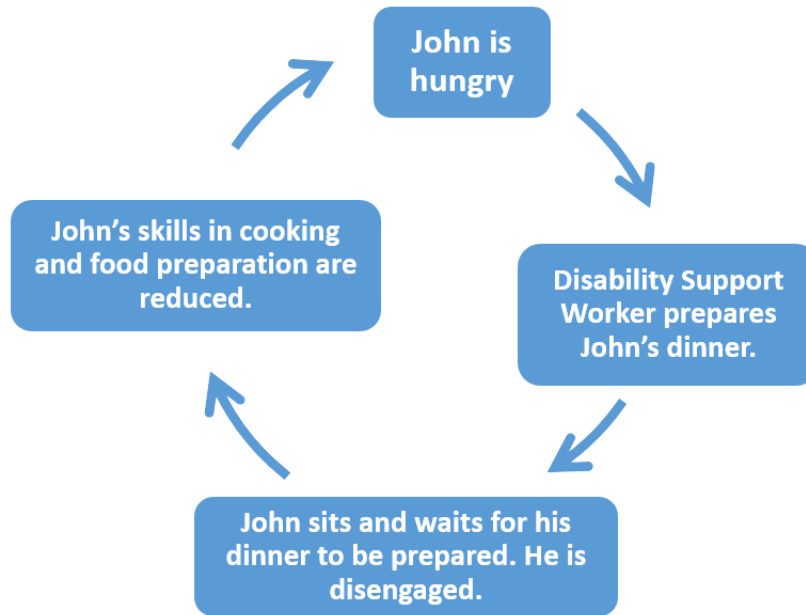 John is
hungry
Disability Support
Worker prepares
John’s dinner.
John sits and waits for his
dinner to be prepared. He is
disengaged.
John’s skills in cooking
and food preparation are
reduced.